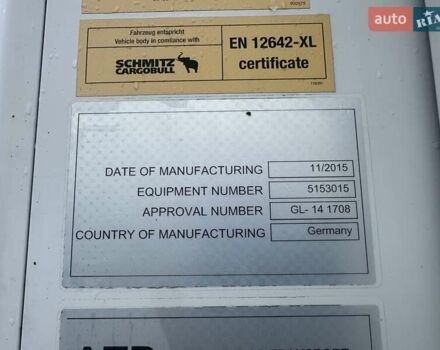 AUTO
RIA
Fahrzeug entspricht
Vehicle body in comliance with
SCHMITZ
CARGOBULL
EN 12642-XL
certificate
DATE OF MANUFACTURING 11/2015
EQUIPMENT NUMBER 5153015
APPROVAL NUMBER GL- 14 1708
COUNTRY OF MANUFACTURING Germany